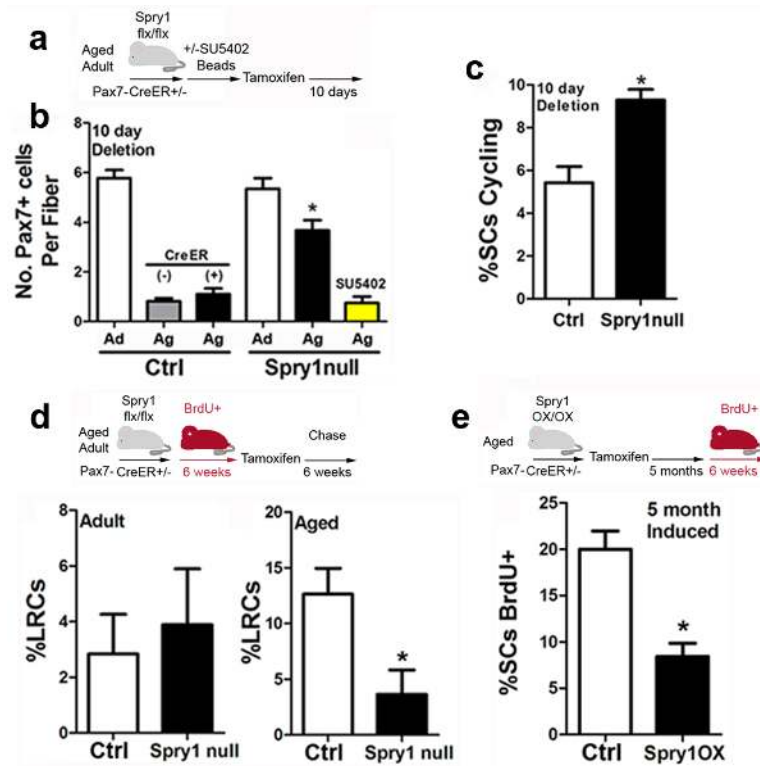 a
Spry1
flx/flx
Aged
Adult
+/-SU5402
Beads
Tamoxifen
Pax7-CreER+/-
10 days
b
10 day
Deletion
No. Pax7+ cells
Per Fiber
8
6
4
2
0
CreER
(-) (+)
*
SU5402
Ad Ag Ag Ad Ag Ag
Ctrl Spry1null
c
10 day
Deletion
*
%SCs Cycling
10
8
6
4
2
0
Ctrl Spry1null
d
Spry1
flx/flx
BrdU+
Aged
Adult
Chase
Tamoxifen
Pax7-CreER+/- 6 weeks 6 weeks
Adult
%LRCs
8
6
4
2
0
Ctrl Spry1 null
Aged
%LRCs
20
15
10
5
0
*
Ctrl Spry1 null
e
Spry1
OX/OX
BrdU+
Aged
Tamoxifen
Pax7-CreER+/- 5 months 6 weeks
5 month
Induced
%SCs BrdU+
25
20
15
10
5
0
*
Ctrl Spry1OX